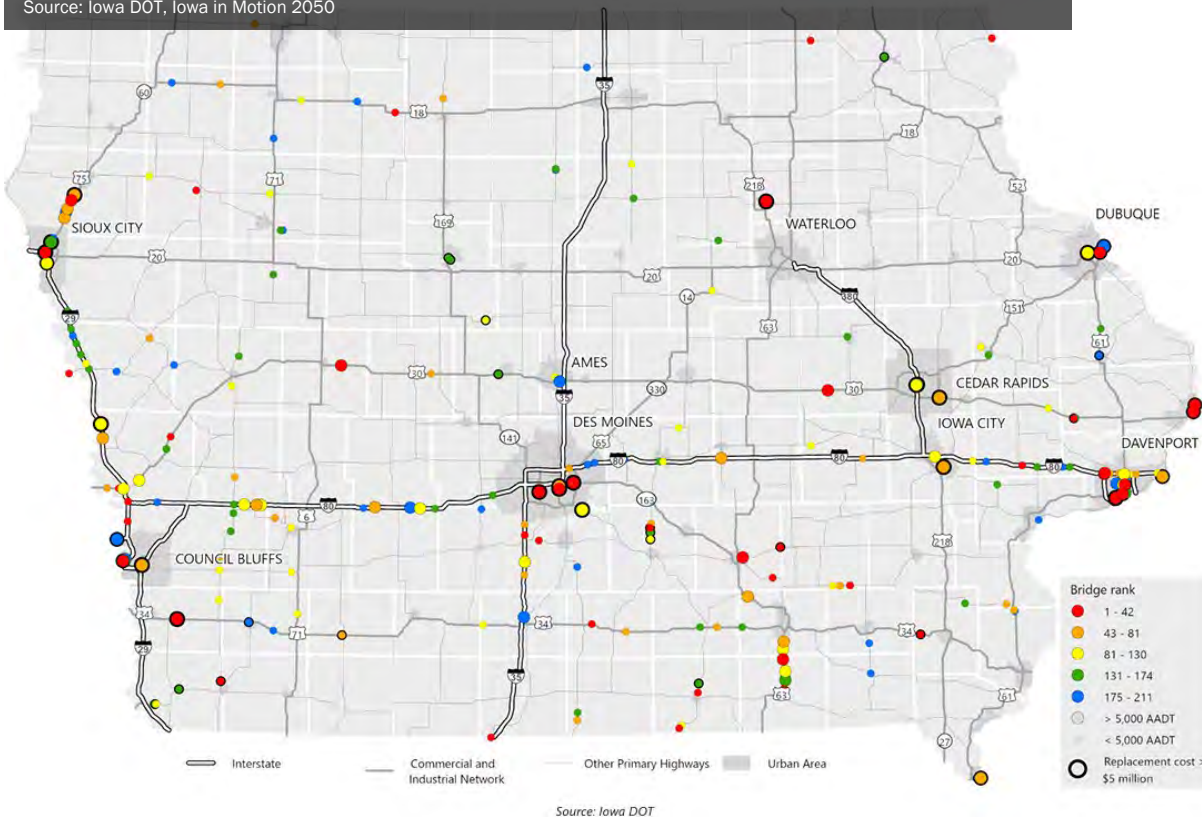 Source: Iowa DOT, Iowa in Motion 2050
35
60
18
18
75
71
218
52
169
SIOUX CITY
WATERLOO
DUBUQUE
20
20
20
14
380
151
29
63
61
AMES
30
330
30
CEDAR RAPIDS
35
DES MOINES
IOWA CITY
141
65
DAVENPORT
80
80
80
163
80
6
218
COUNCIL BLUFFS
34
71
34
34
29
35
63
61
27
Bridge rank
1 - 42
43 - 81
81 - 130
131 - 174
175 - 211
> 5,000 AADT
< 5,000 AADT
Replacement cost >
$5 million
Interstate
Commercial and
Industrial Network
Other Primary Highways
Urban Area
Source: Iowa DOT